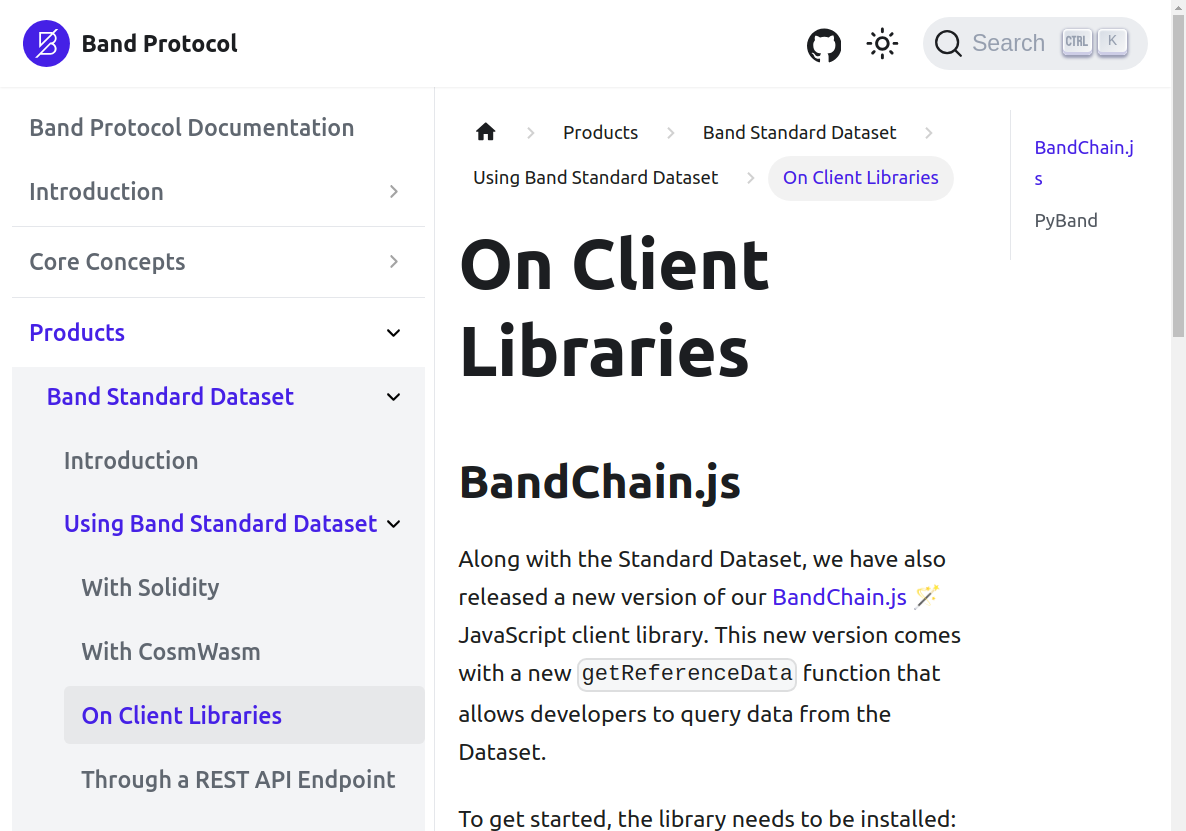 Band Protocol
Search CTRL K
Band Protocol Documentation
Introduction
Core Concepts
Products
Band Standard Dataset
Introduction
Using Band Standard Dataset
With Solidity
With CosmWasm
On Client Libraries
Through a REST API Endpoint
Products
Band Standard Dataset
Using Band Standard Dataset
On Client Libraries
On Client
Libraries
BandChain.js
Along with the Standard Dataset, we have also
released a new version of our BandChain.js 🪄
JavaScript client library. This new version comes
with a new getReferenceData function that
allows developers to query data from the
Dataset.
To get started, the library needs to be installed:
BandChain.j
s
PyBand